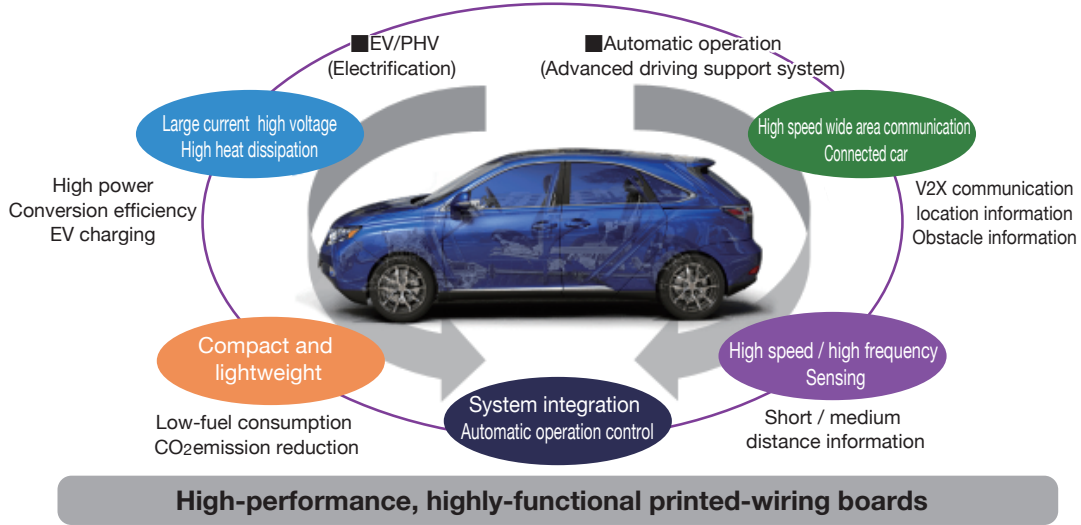 ■EV/PHV
(Electrification)
■Automatic operation
(Advanced driving support system)
Large current high voltage
High heat dissipation
High speed wide area communication
Connected car
High power
Conversion efficiency
EV charging
V2X communication
location information
Obstacle information
Compact and
lightweight
High speed / high frequency
Sensing
System integration
Automatic operation control
Low-fuel consumption
CO2emission reduction
Short / medium
distance information
High-performance, highly-functional printed-wiring boards